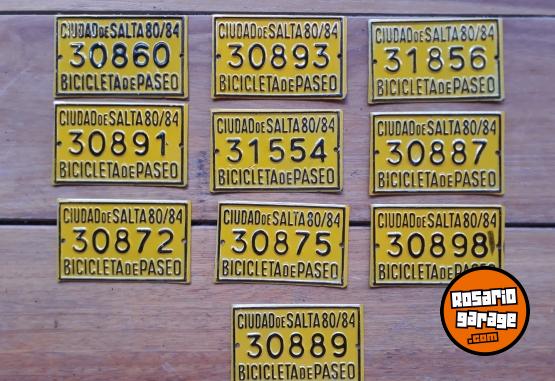 CIUDAD DE SALTA 80/84
30860
BICICLETA DE PASEO
CIUDAD DE SALTA 80/84
30893
BICICLETA DE PASEO
CIUDAD DE SALTA 80/84
31856
BICICLETA DE PASEO
CIUDAD DE SALTA 80/84
30891
BICICLETA DE PASEO
CIUDAD DE SALTA 80/84
31554
BICICLETA DE PASEO
CIUDAD DE SALTA 80/84
30887
BICICLETA DE PASEO
CIUDAD DE SALTA 80/84
30872
BICICLETA DE PASEO
CIUDAD DE SALTA 80/84
30875
BICICLETA DE PASEO
CIUDAD DE SALTA 80/84
30898
BICICLETA DE PASEO
CIUDAD DE SALTA 80/84
30889
BICICLETA DE PASEO
Rosario
garage
.com